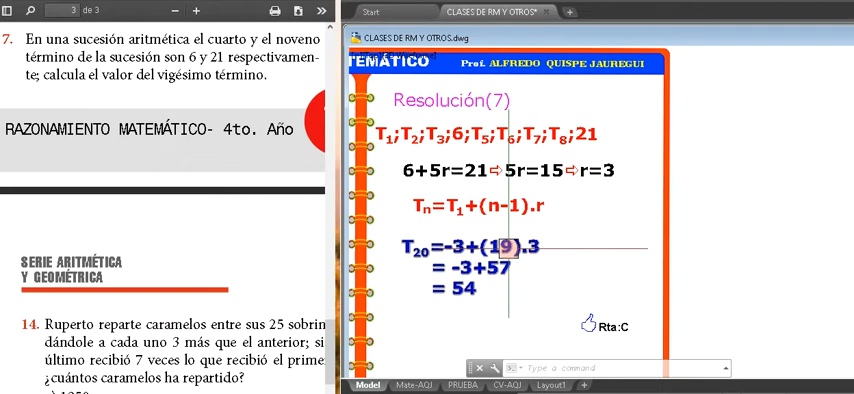 3 de 3
7. En una sucesión aritmética el cuarto y el noveno
término de la sucesión son 6 y 21 respectivamen-
te; calcula el valor del vigésimo término.
RAZONAMIENTO MATEMÁTICO- 4to. Año
SERIE ARITMÉTICA
Y GEOMÉTRICA
14. Ruperto reparte caramelos entre sus 25 sobrin
dándole a cada uno 3 más que el anterior; si
último recibió 7 veces lo que recibió el prime
¿cuántos caramelos ha repartido?
Start
CLASES DE RM Y OTROS*
CLASES DE RM Y OTROS.dwg
TEMÁTICO Prof. ALFREDO QUISPE JAUREGUI
Resolución(7)
T₁;T₂;T₃;6;T₅;T₆;T₇;T₈;21
6+5r=21⇨5r=15⇨r=3
Tₙ=T₁+(n-1).r
T₂₀=-3+(19).3
= -3+57
= 54
Rta:C
Type a command
Model Mate-AQJ PRUEBA CV-AQJ Layout1 +